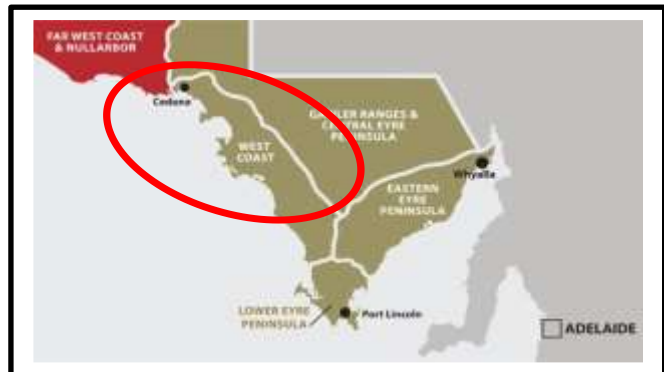 FAR WEST COAST
& NULLARBOR
Ceduna
GAWLER RANGES &
CENTRAL EYRE
PENINSULA
WEST
COAST
Whyalla
EASTERN
EYRE
PENINSULA
LOWER EYRE
PENINSULA
Port Lincoln
ADELAIDE